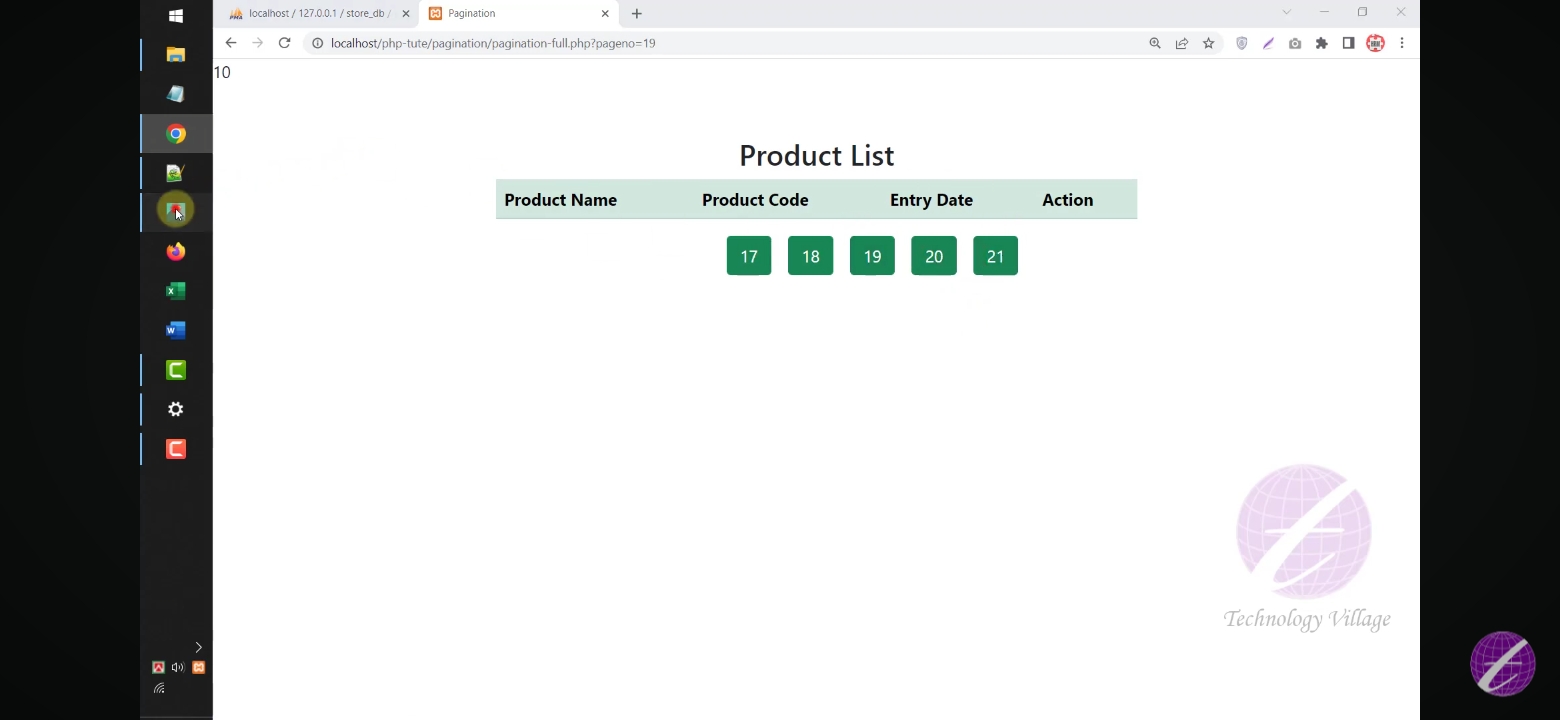 localhost / 127.0.0.1 / store_db /
Pagination
localhost/php-tute/pagination/pagination-full.php?pageno=19
10
Product List
Product Name Product Code Entry Date Action
17 18 19 20 21
Technology Village